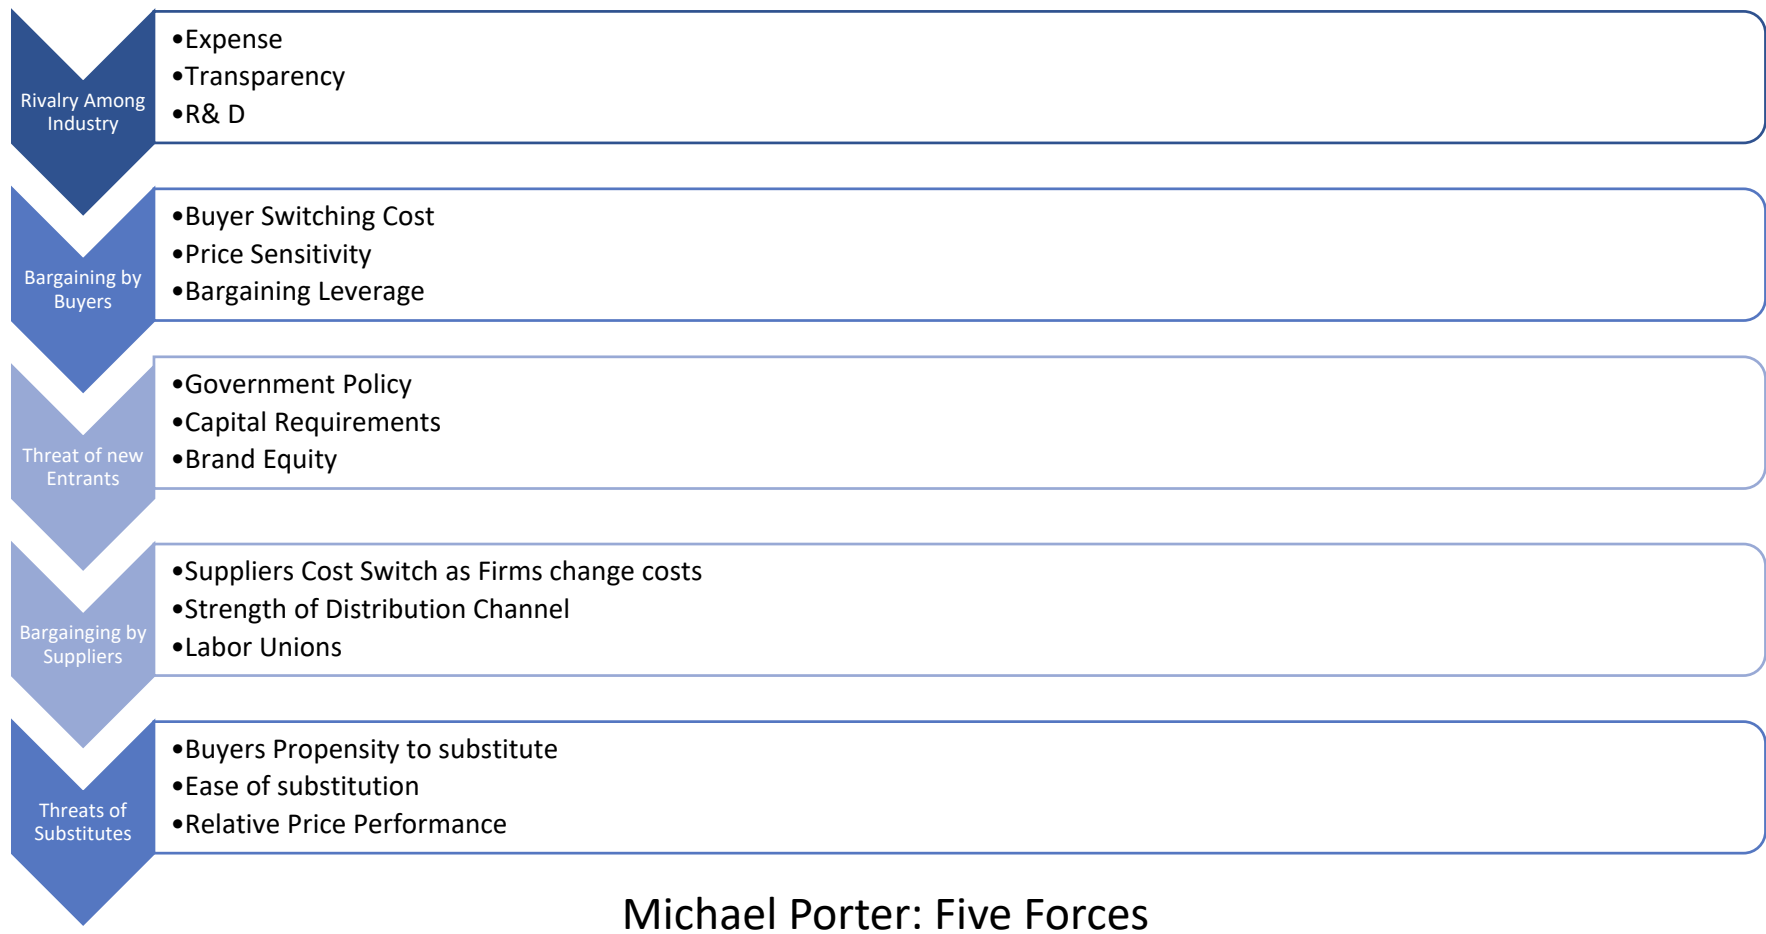 Rivalry Among
Industry
•Expense
•Transparency
•R& D
Bargaining by
Buyers
•Buyer Switching Cost
•Price Sensitivity
•Bargaining Leverage
Threat of new
Entrants
•Government Policy
•Capital Requirements
•Brand Equity
Bargainging by
Suppliers
•Suppliers Cost Switch as Firms change costs
•Strength of Distribution Channel
•Labor Unions
Threats of
Substitutes
•Buyers Propensity to substitute
•Ease of substitution
•Relative Price Performance
Michael Porter: Five Forces